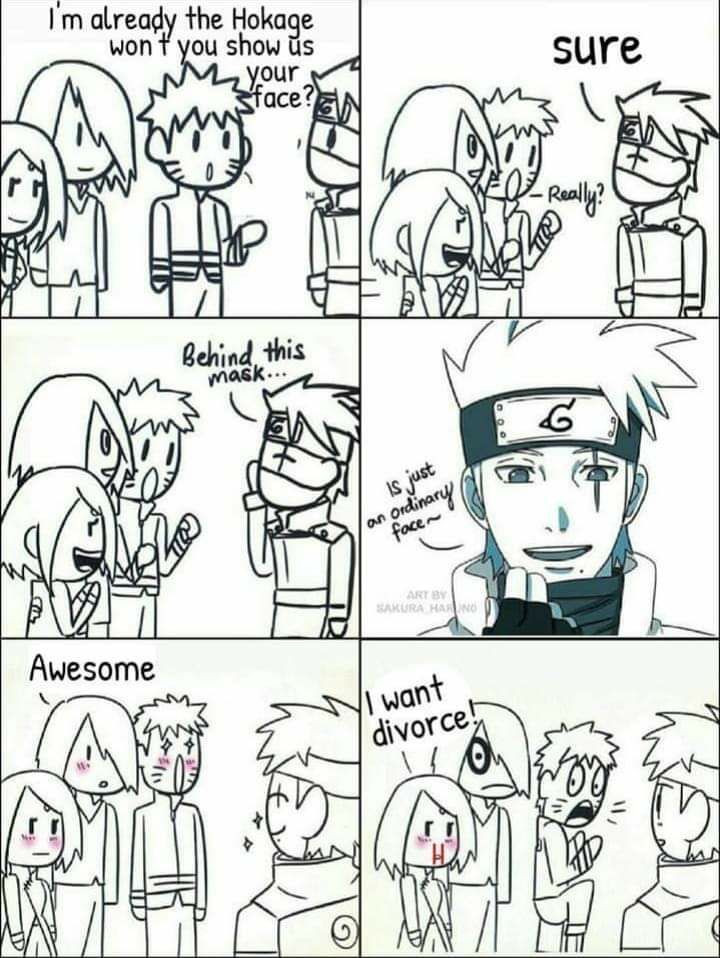 I'm already the Hokage
won't you show us
your
face?
sure
Really?
Behind this
mask...
Is just
an ordinary
face~
ART BY
SAKURA_HARUNO
Awesome
I want
divorce!